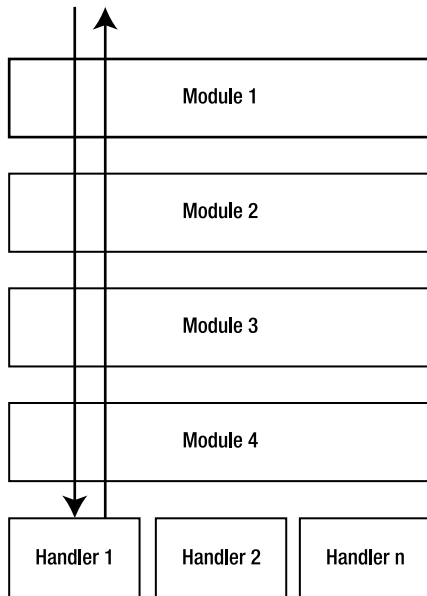 Module 1
Module 2
Module 3
Module 4
Handler 1
Handler 2
Handler n